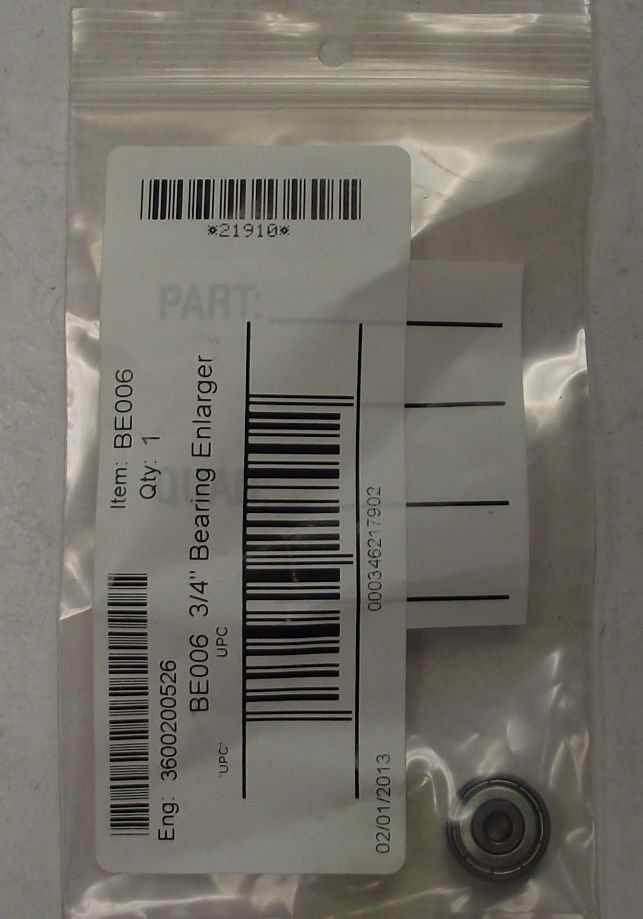 *21910*
PART:
QUAN
Item: BE006
Qty: 1
Eng: 3600200526
BE006 3/4" Bearing Enlarger
UPC
'UPC'
000346217902
02/01/2013